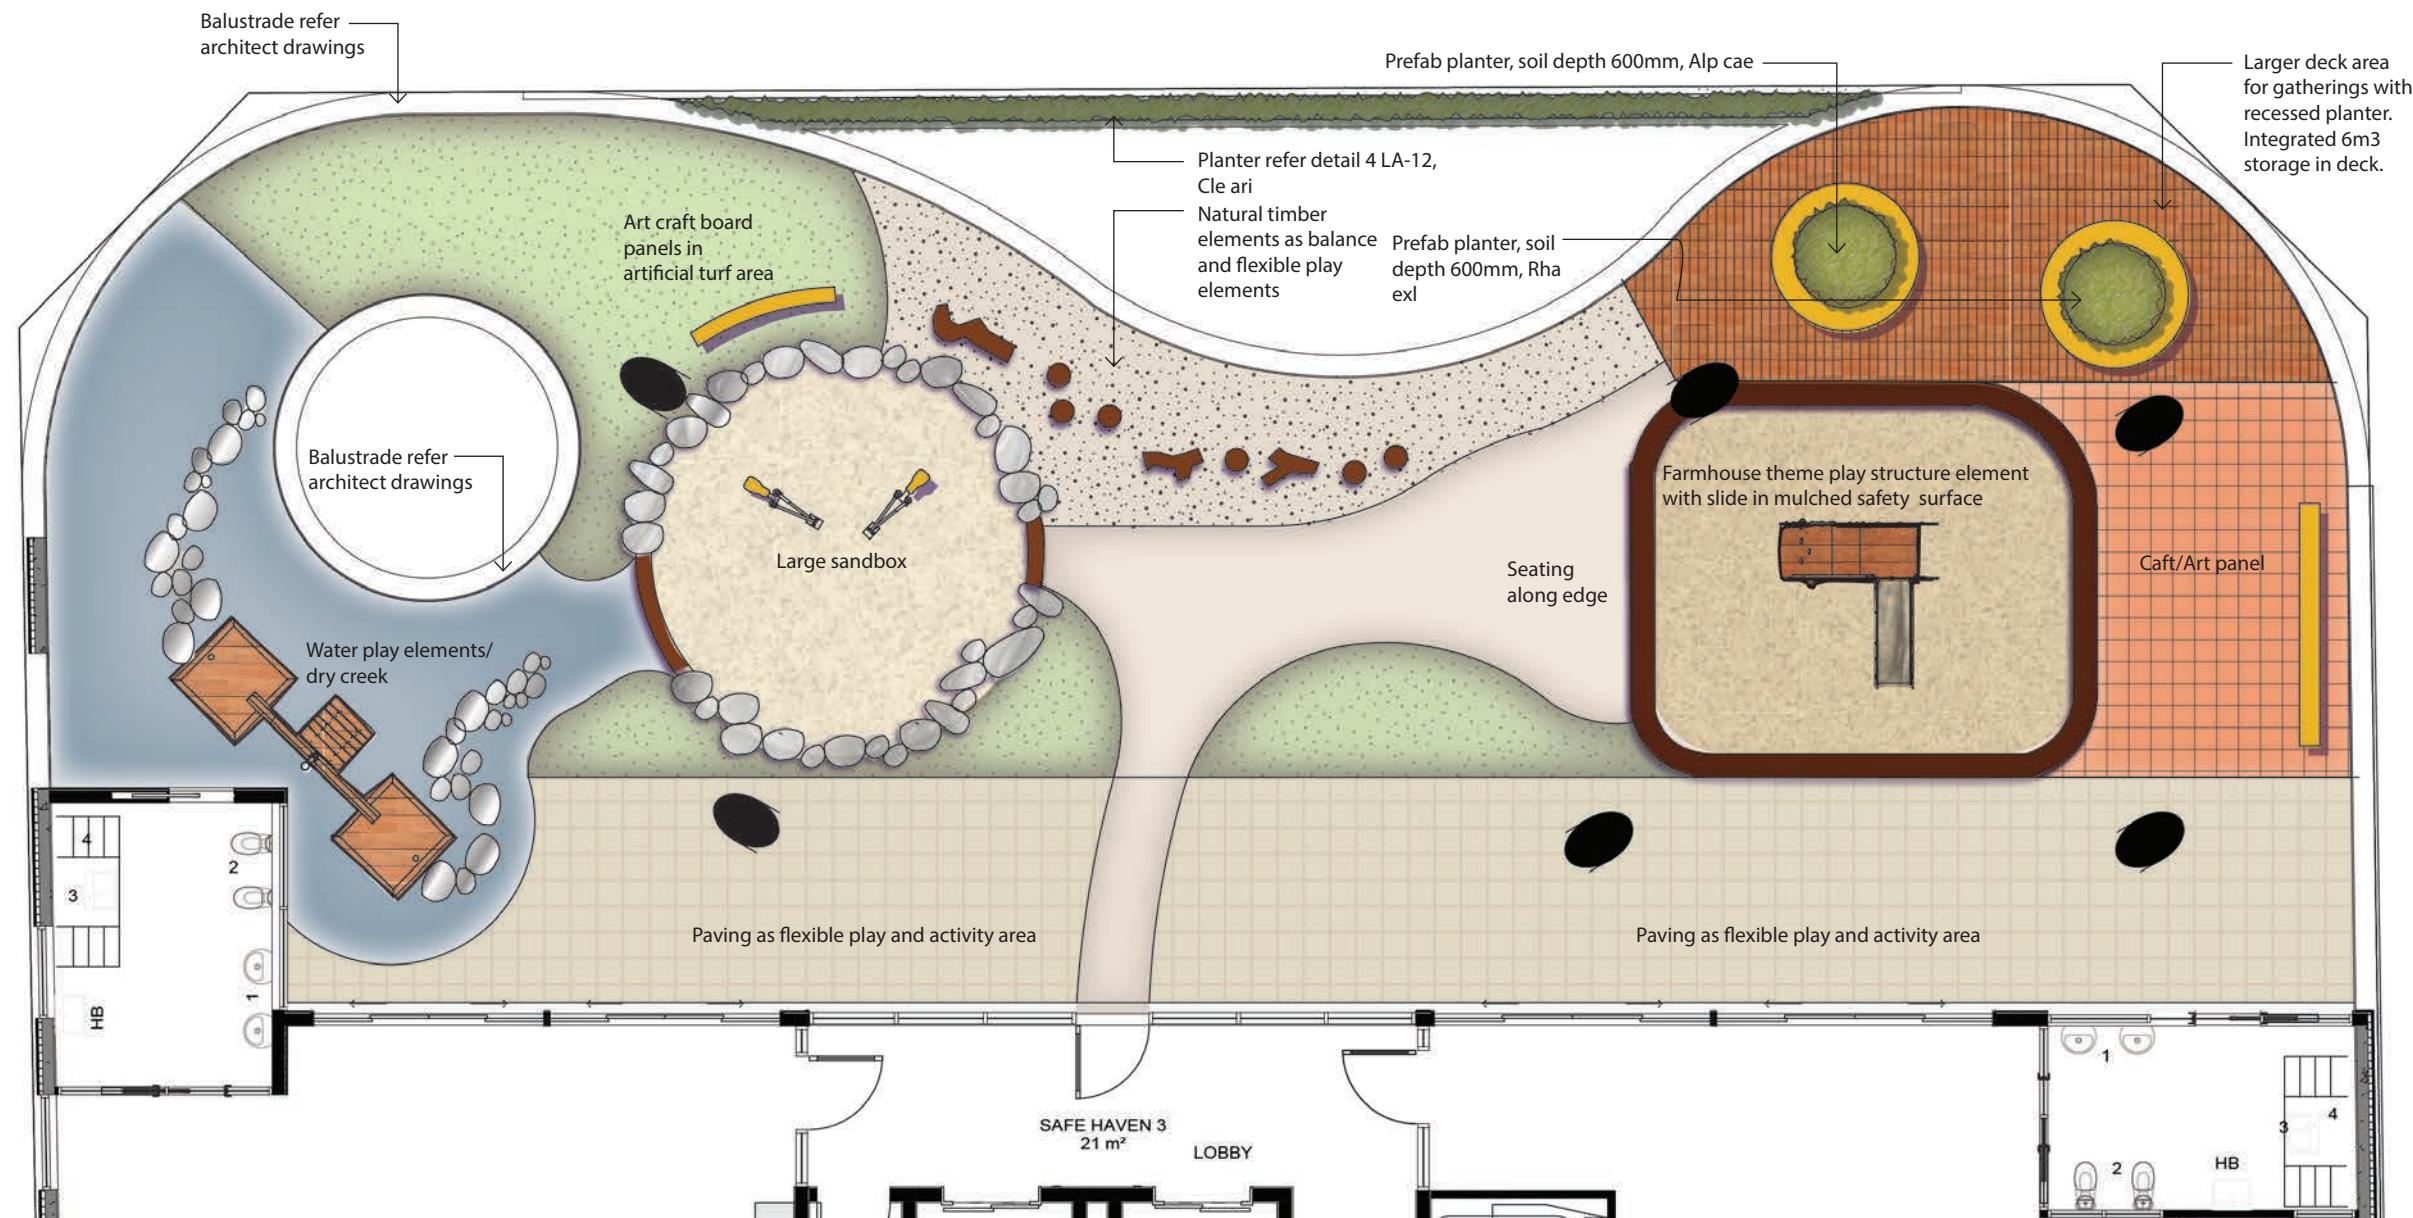 Balustrade refer
architect drawings
Prefab planter, soil depth 600mm, Alp cae
Larger deck area
for gatherings with
recessed planter.
Integrated 6m3
storage in deck.
Planter refer detail 4 LA-12,
Cle ari
Natural timber
elements as balance
and flexible play
elements
Prefab planter, soil
depth 600mm, Rha
exl
Art craft board
panels in
artificial turf area
Balustrade refer
architect drawings
Farmhouse theme play structure element
with slide in mulched safety surface
Large sandbox
Seating
along edge
Caft/Art panel
Water play elements/
dry creek
4
2
3
1
HB
Paving as flexible play and activity area
Paving as flexible play and activity area
SAFE HAVEN 3
21 m²
LOBBY
1
4
3
2
HB